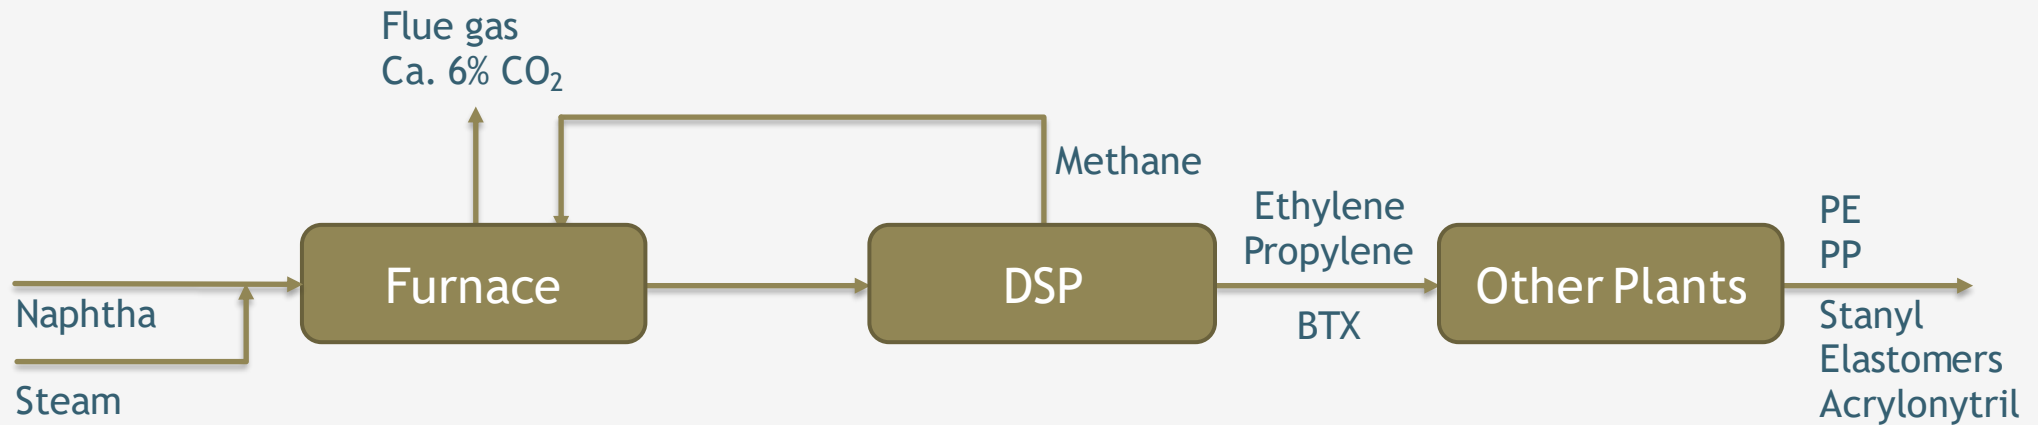 Flue gas
Ca. 6% CO₂
Methane
Ethylene
Propylene
PE
PP
Furnace
DSP
Other Plants
Naphtha
BTX
Stanyl
Elastomers
Acrylonytril
Steam